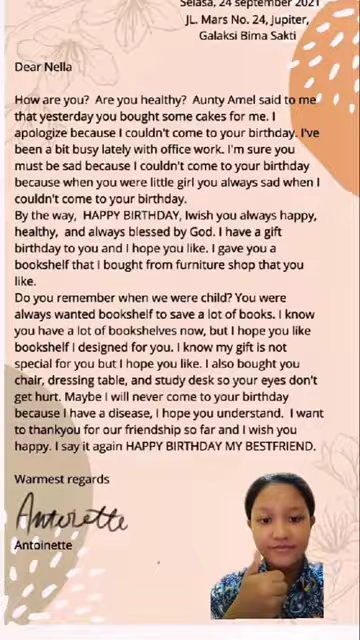 Selasa, 24 september 2021
JL. Mars No. 24, Jupiter,
Galaksi Bima Sakti
Dear Nella
How are you? Are you healthy? Aunty Amel said to me
that yesterday you bought some cakes for me. I
apologize because I couldn't come to your birthday. I've
been a bit busy lately with office work. I'm sure you
must be sad because I couldn't come to your birthday
because when you were little girl you always sad when I
couldn't come to your birthday.
By the way, HAPPY BIRTHDAY, Iwish you always happy,
healthy, and always blessed by God. I have a gift
birthday to you and I hope you like. I gave you a
bookshelf that I bought from furniture shop that you
like.
Do you remember when we were child? You were
always wanted bookshelf to save a lot of books. I know
you have a lot of bookshelves now, but I hope you like
bookshelf I designed for you. I know my gift is not
special for you but I hope you like. I also bought you
chair, dressing table, and study desk so your eyes don't
get hurt. Maybe I will never come to your birthday
because I have a disease, I hope you understand. I want
to thankyou for our friendship so far and I wish you
happy. I say it again HAPPY BIRTHDAY MY BESTFRIEND.
Warmest regards
Antorette
Antoinette